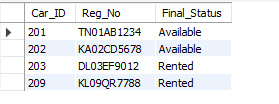 Car_ID Reg_No Final_Status
201 TN01AB1234 Available
202 KA02CD5678 Available
203 DL03EF9012 Rented
209 KL09QR7788 Rented